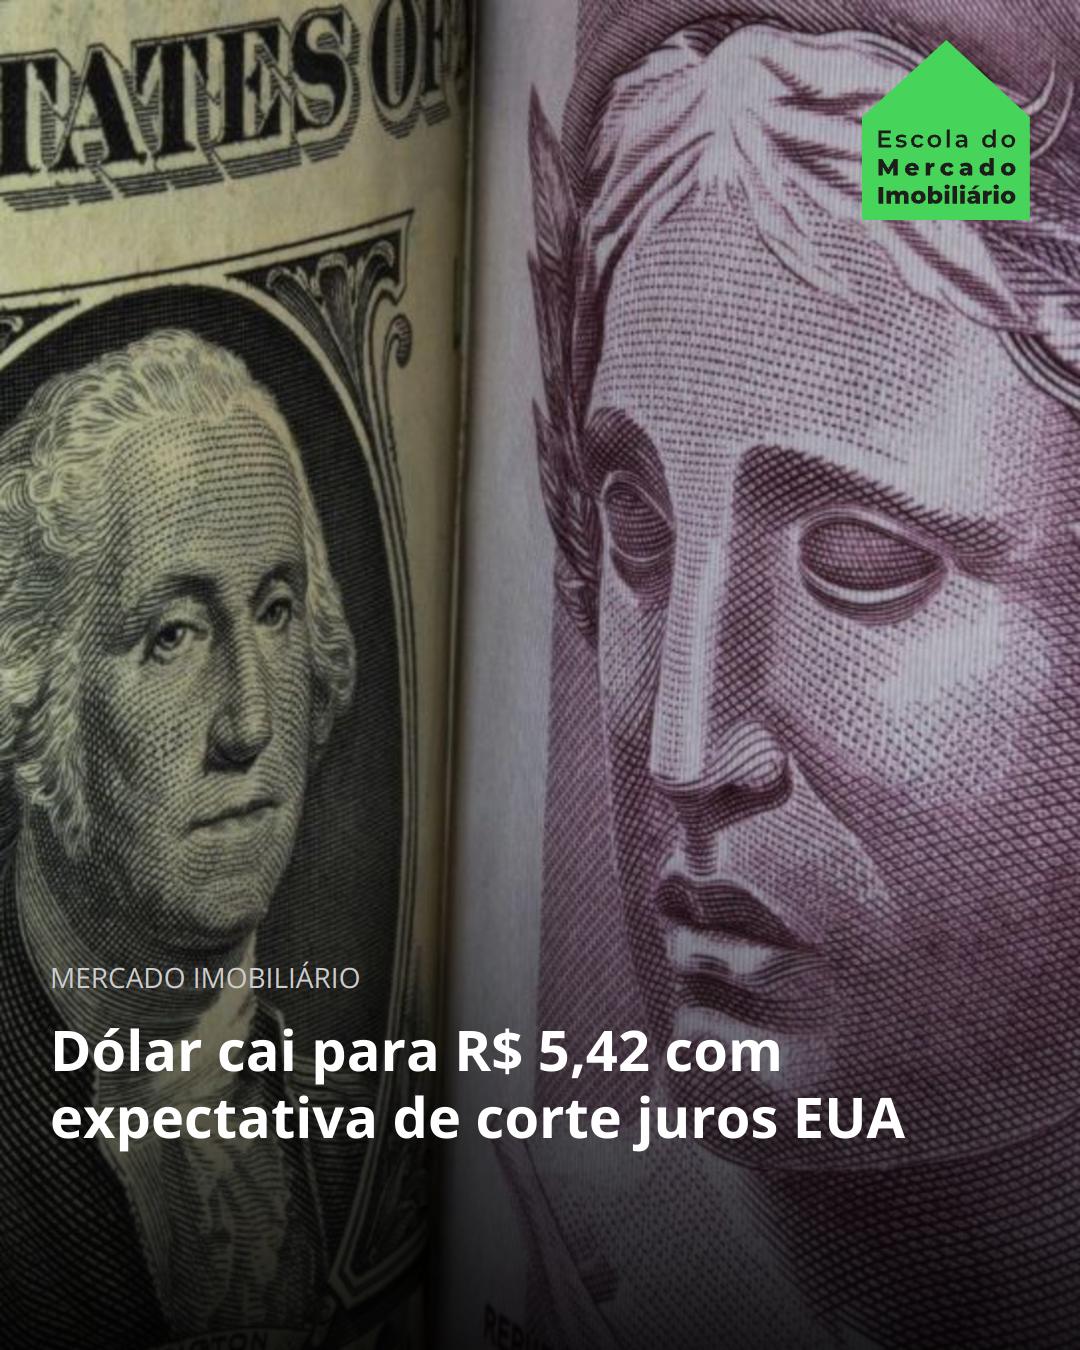 TATES OF
Escola do
Mercado
Imobiliário
MERCADO IMOBILIÁRIO
Dólar cai para R$ 5,42 com
expectativa de corte juros EUA